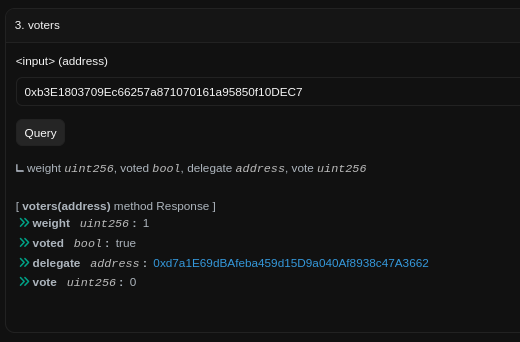 3. voters
<input> (address)
0xb3E1803709Ec66257a871070161a95850f10DEC7
Query
weight uint256, voted bool, delegate address, vote uint256
[ voters(address) method Response ]
weight uint256 : 1
voted bool : true
delegate address : 0xd7a1E69dBAfeba459d15D9a040Af8938c47A3662
vote uint256 : 0